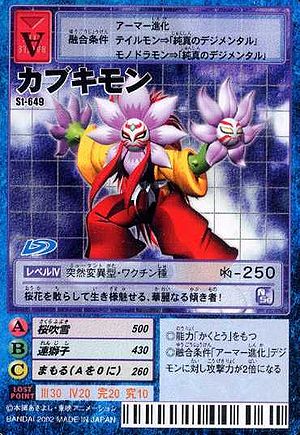 V
アーマー進化
融合条件
テイルモン⇒「純真のデジメンタル」
モノドラモン⇒「純真のデジメンタル」
カブキモン
S1-649
レベルIV 突然変異型・ワクチン種
-250
桜花を散らして生き様魅せる、華麗なる傾き者!
A 桜吹雪 500
B 連獅子 430
C まもる(Aを0に) 260
○能力「かくとう」をもつ
○融合条件「アーマー進化」デジ
モンに対し攻撃力が2倍になる
LOST
POINT
III30 IV20 完20 究10
©本郷あきよし・東映アニメーション
BANDAI 2002 MADE IN JAPAN